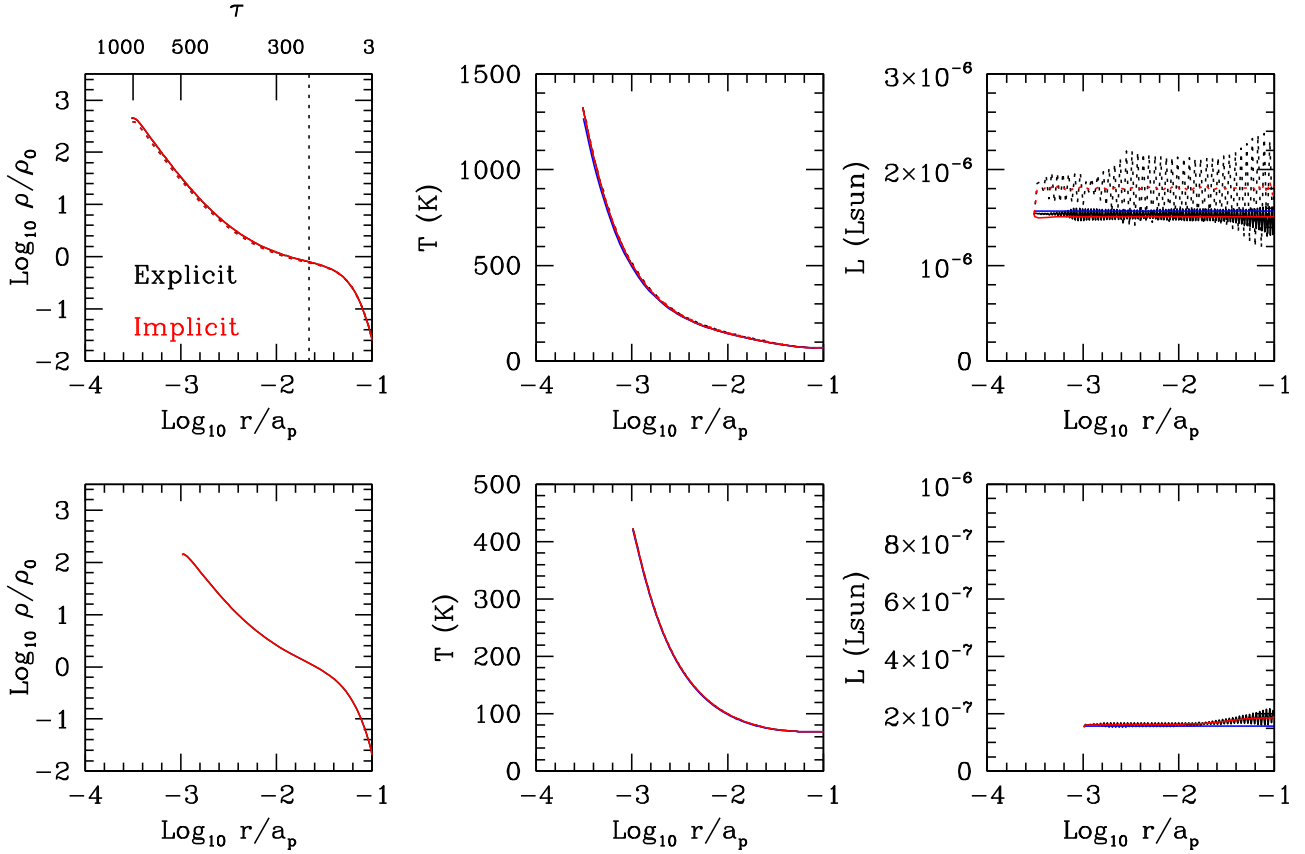 τ
1000 500 300 3
3
2
1
0
−1
−2
Log₁₀ ρ/ρ₀
Explicit
Implicit
−4 −3 −2 −1
Log₁₀ r/aₚ
1500
1000
500
0
T (K)
−4 −3 −2 −1
Log₁₀ r/aₚ
3×10⁻⁶
2×10⁻⁶
10⁻⁶
0
L (Lsun)
−4 −3 −2 −1
Log₁₀ r/aₚ
3
2
1
0
−1
−2
Log₁₀ ρ/ρ₀
−4 −3 −2 −1
Log₁₀ r/aₚ
500
400
300
200
100
0
T (K)
−4 −3 −2 −1
Log₁₀ r/aₚ
10⁻⁶
8×10⁻⁷
6×10⁻⁷
4×10⁻⁷
2×10⁻⁷
0
L (Lsun)
−4 −3 −2 −1
Log₁₀ r/aₚ